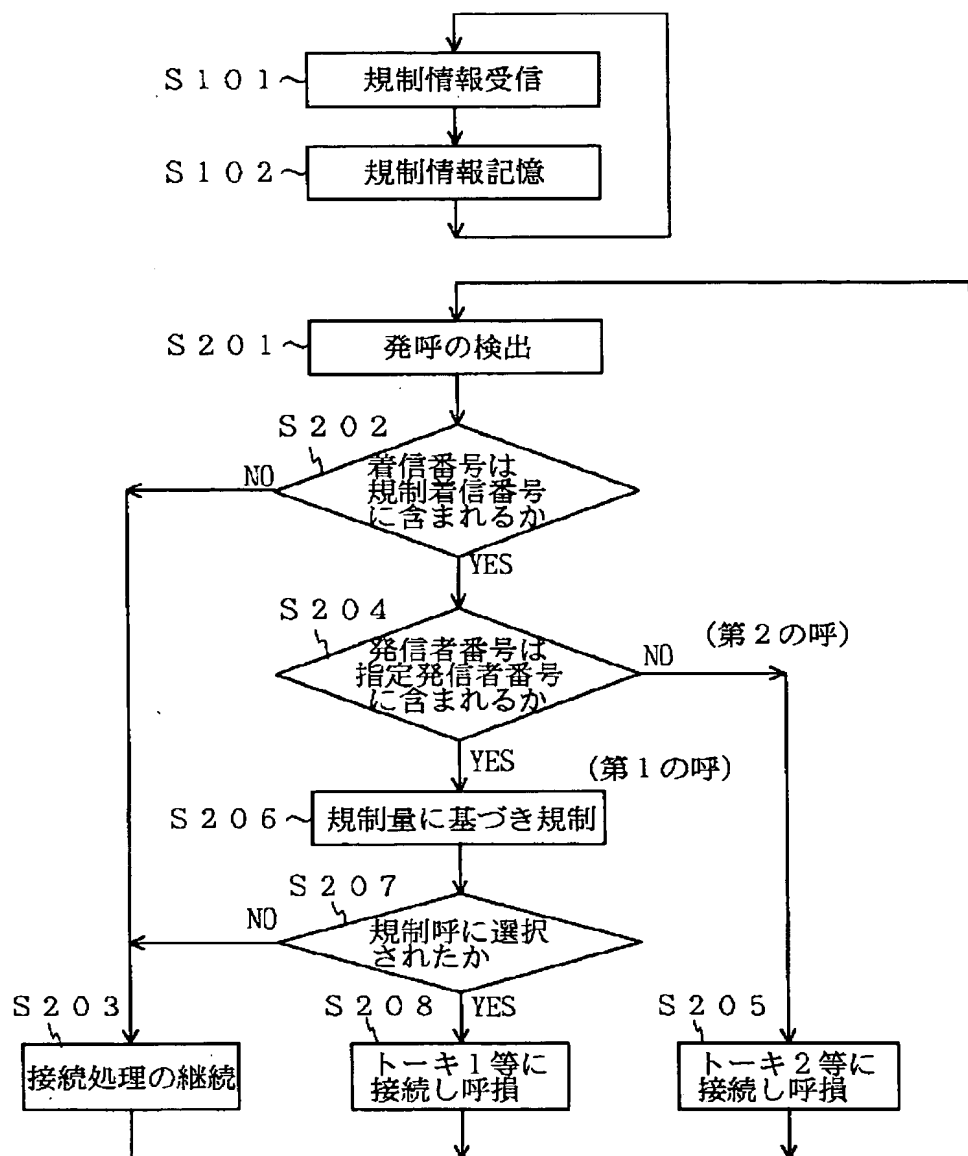 S101
規制情報受信
S102
規制情報記憶
S201
発呼の検出
S202
NO
着信番号は
規制着信番号
に含まれるか
YES
S204
発信者番号は
指定発信者番号
に含まれるか
NO
(第2の呼)
YES
(第1の呼)
S206
規制量に基づき規制
S207
NO
規制呼に選択
されたか
YES
S203
接続処理の継続
S208
トーキ1等に
接続し呼損
S205
トーキ2等に
接続し呼損